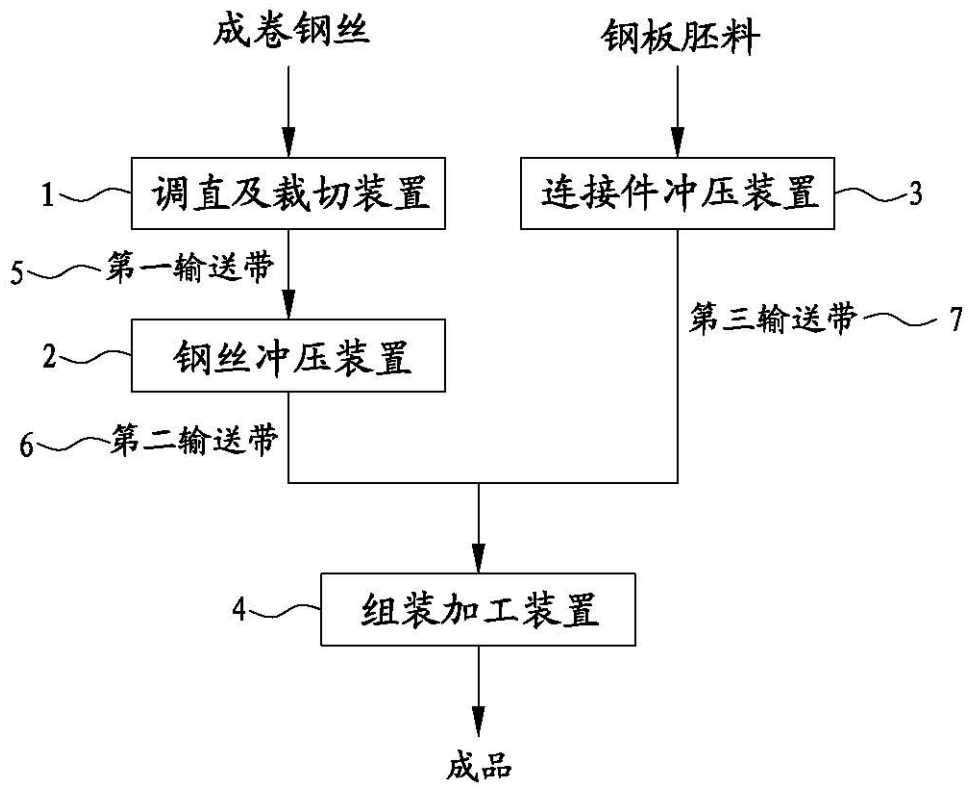 成卷钢丝
钢板胚料
1
调直及裁切装置
连接件冲压装置
3
5
第一输送带
第三输送带
7
2
钢丝冲压装置
6
第二输送带
4
组装加工装置
成品